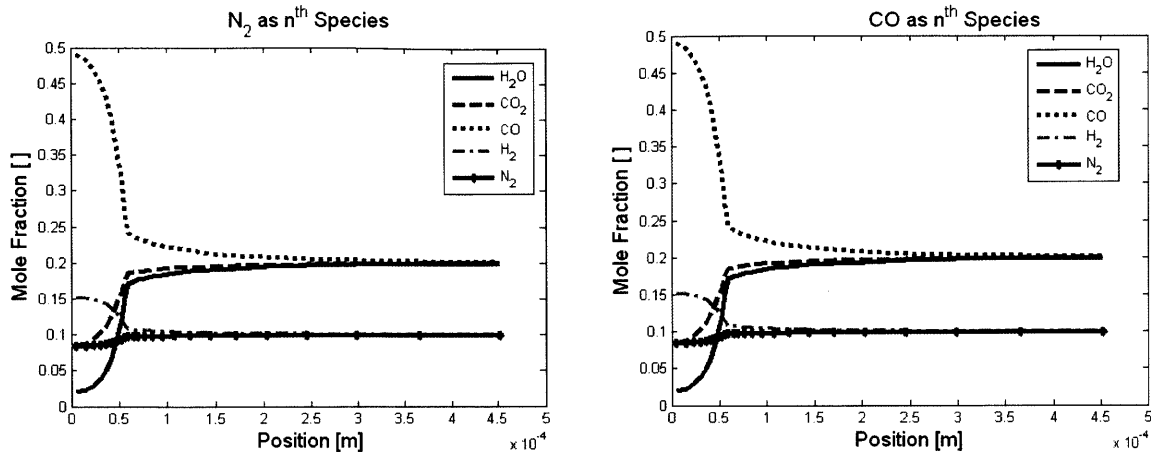 N₂ as nᵗʰ Species
0.5
0.45
0.4
0.35
0.3
0.25
0.2
0.15
0.1
0.05
0
Mole Fraction [ ]
H₂O
CO₂
CO
H₂
N₂
0 0.5 1 1.5 2 2.5 3 3.5 4 4.5 5
Position [m]
x 10⁻⁴
CO as nᵗʰ Species
0.5
0.45
0.4
0.35
0.3
0.25
0.2
0.15
0.1
0.05
0
Mole Fraction [ ]
H₂O
CO₂
CO
H₂
N₂
0 0.5 1 1.5 2 2.5 3 3.5 4 4.5 5
Position [m]
x 10⁻⁴